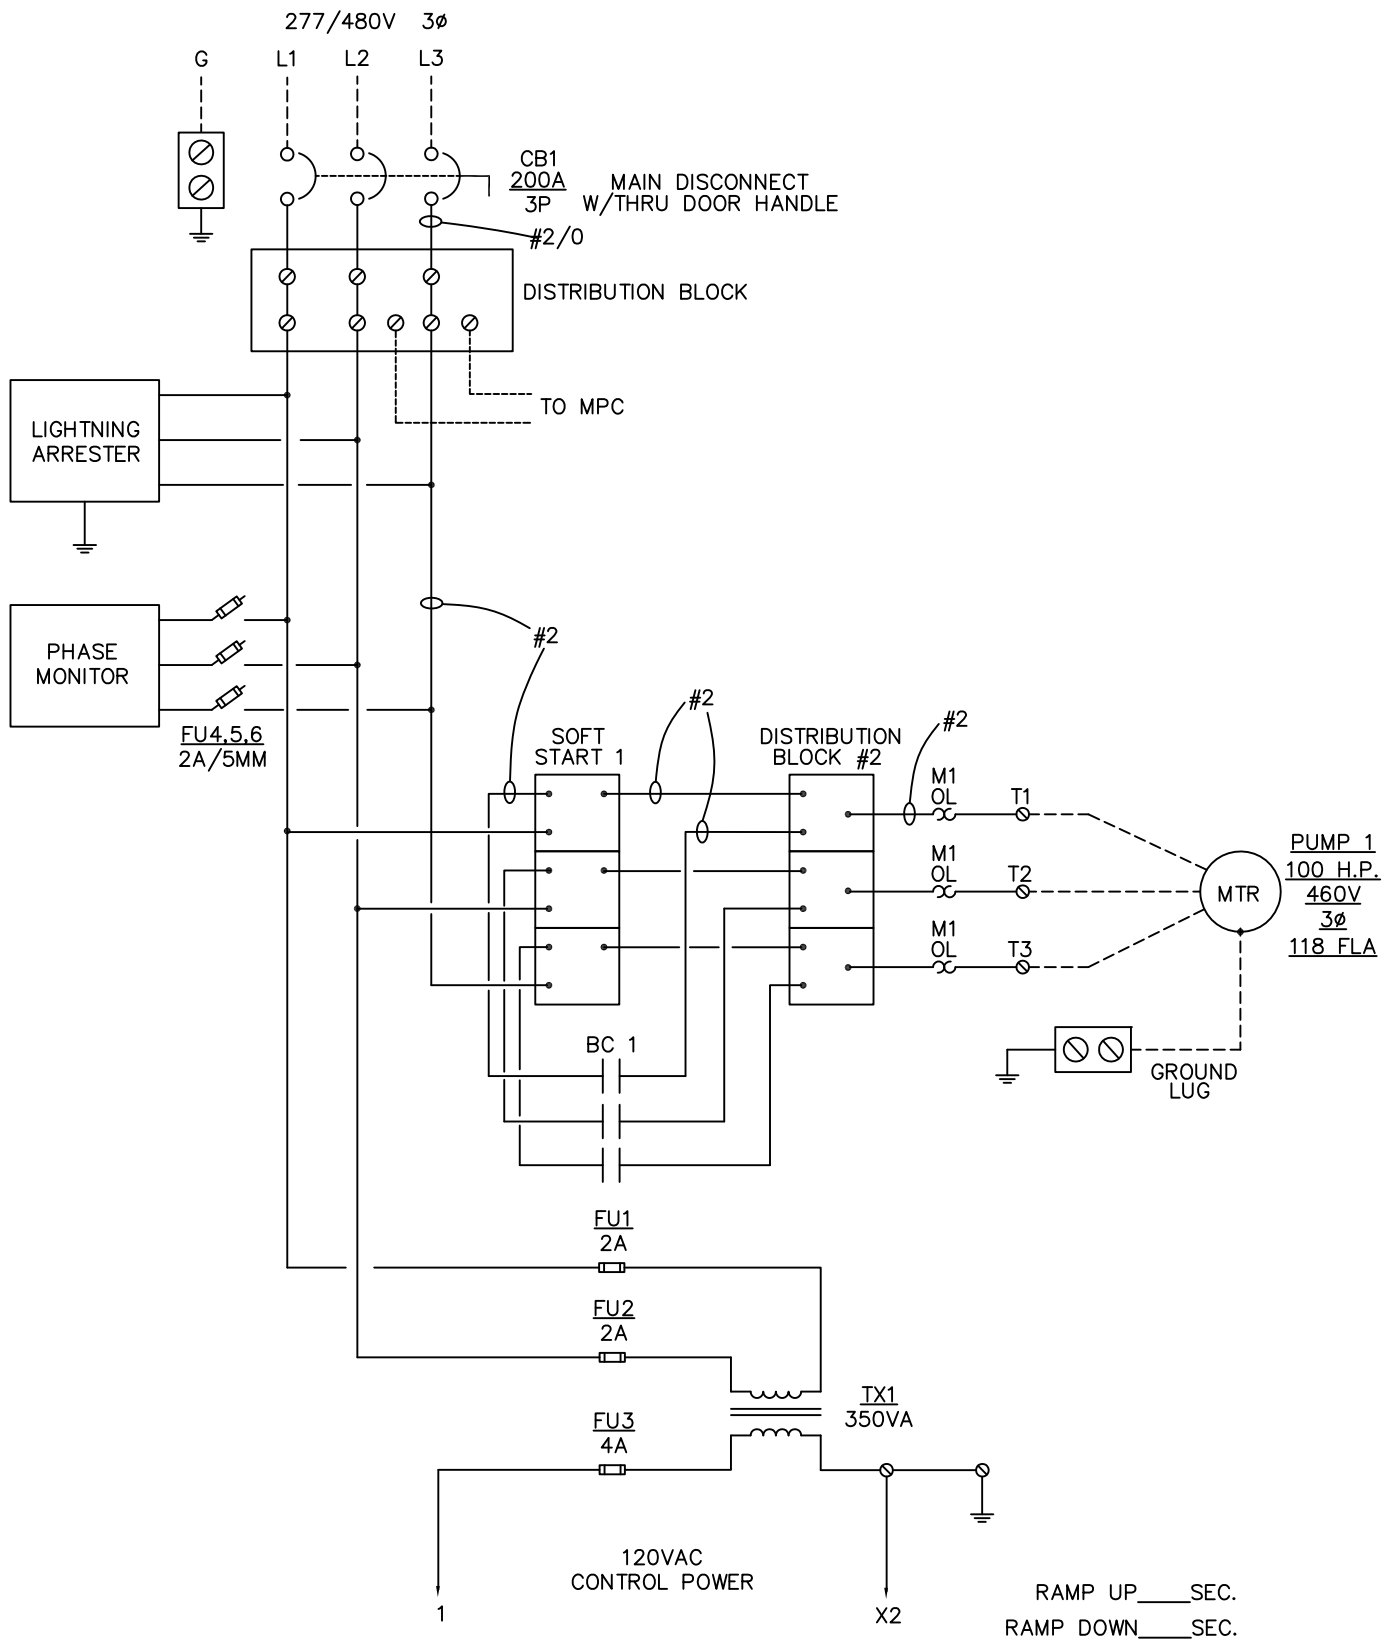 277/480V 3ø
G L1 L2 L3
CB1
200A
3P
MAIN DISCONNECT
W/THRU DOOR HANDLE
#2/0
DISTRIBUTION BLOCK
TO MPC
LIGHTNING
ARRESTER
PHASE
MONITOR
FU4,5,6
2A/5MM
#2
#2
#2
SOFT
START 1
DISTRIBUTION
BLOCK #2
M1
OL
T1
M1
OL
T2
M1
OL
T3
MTR
PUMP 1
100 H.P.
460V
3ø
118 FLA
GROUND
LUG
BC 1
FU1
2A
FU2
2A
TX1
350VA
FU3
4A
120VAC
CONTROL POWER
1
X2
RAMP UP____SEC.
RAMP DOWN____SEC.